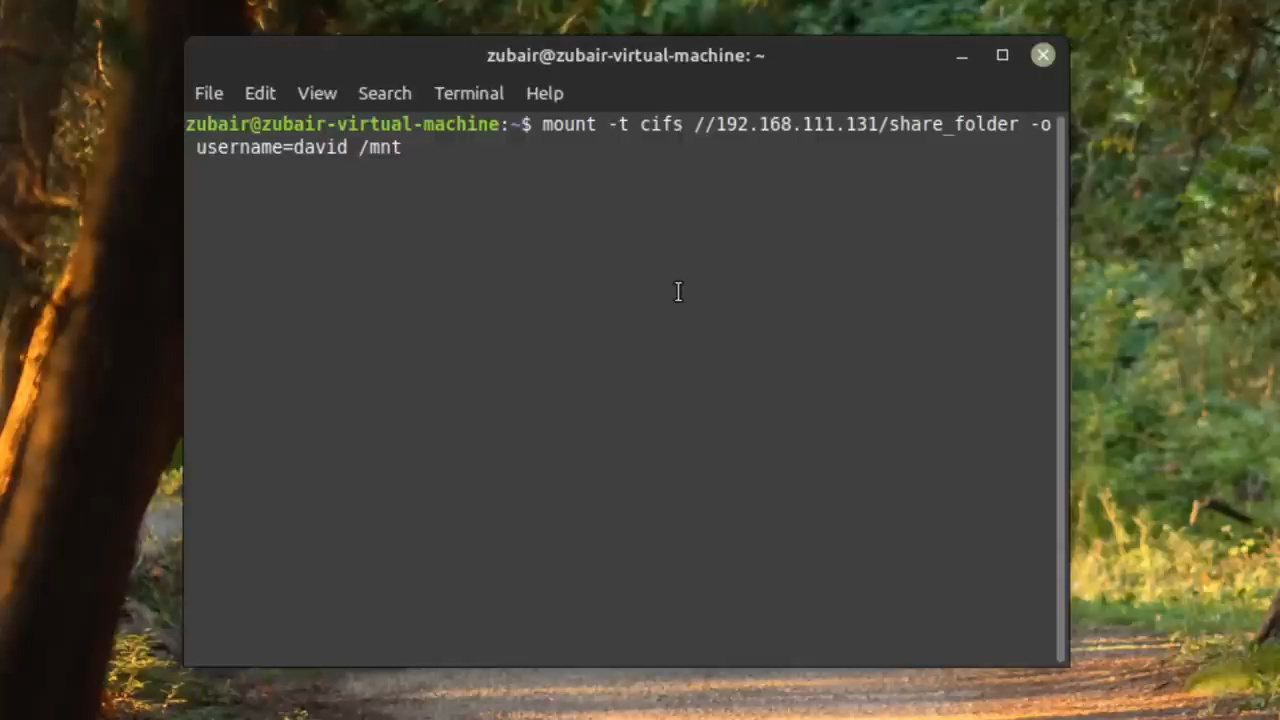 zubair@zubair-virtual-machine: ~
File Edit View Search Terminal Help
zubair@zubair-virtual-machine:~$ mount -t cifs //192.168.111.131/share_folder -o
username=david /mnt